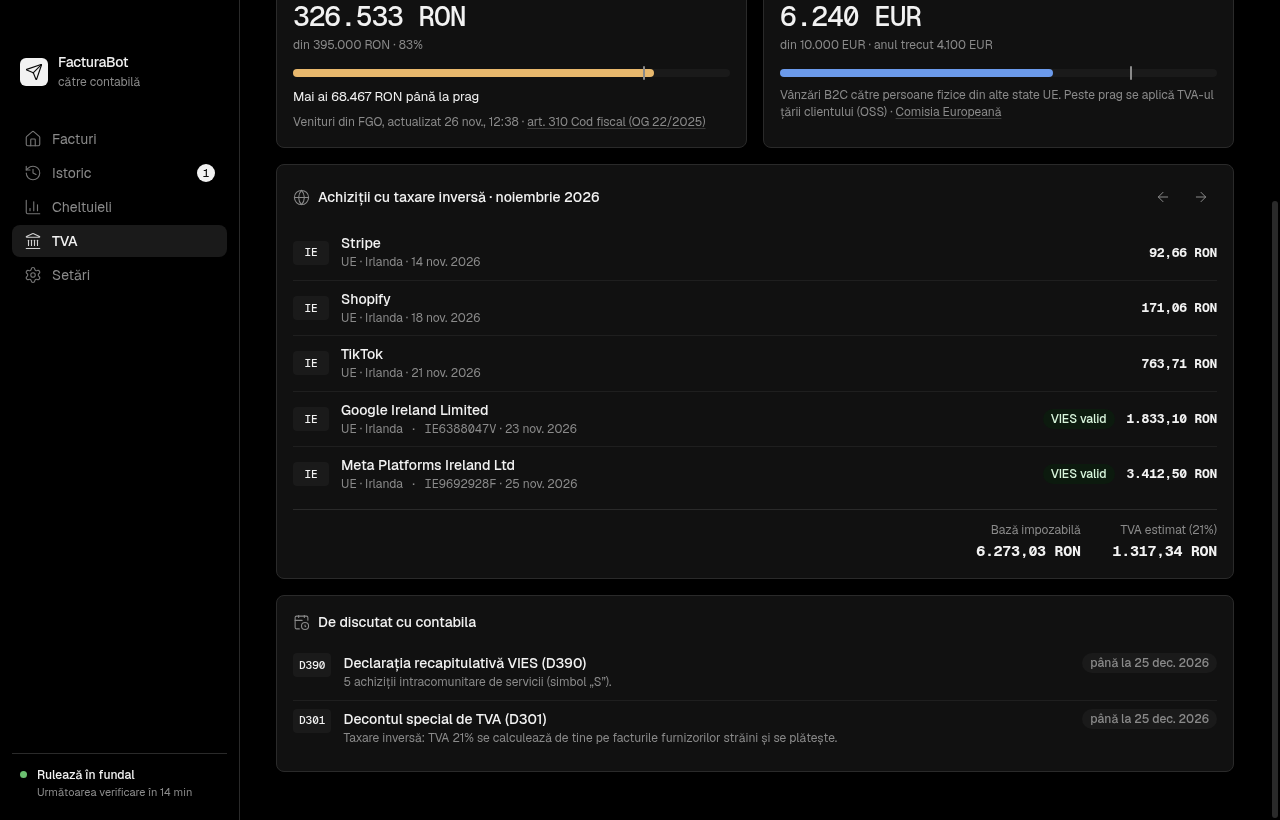 FacturaBot
către contabilă
Facturi
Istoric
1
Cheltuieli
TVA
Setări
Rulează în fundal
Următoarea verificare în 14 min
326.533 RON
din 395.000 RON · 83%
Mai ai 68.467 RON până la prag
Venituri din FGO, actualizat 26 nov., 12:38 · art. 310 Cod fiscal (OG 22/2025)
6.240 EUR
din 10.000 EUR · anul trecut 4.100 EUR
Vânzări B2C către persoane fizice din alte state UE. Peste prag se aplică TVA-ul
țării clientului (OSS) · Comisia Europeană
Achiziții cu taxare inversă · noiembrie 2026
IE
Stripe
UE · Irlanda · 14 nov. 2026
92,66 RON
IE
Shopify
UE · Irlanda · 18 nov. 2026
171,06 RON
IE
TikTok
UE · Irlanda · 21 nov. 2026
763,71 RON
IE
Google Ireland Limited
UE · Irlanda · IE6388047V · 23 nov. 2026
VIES valid
1.833,10 RON
IE
Meta Platforms Ireland Ltd
UE · Irlanda · IE9692928F · 25 nov. 2026
VIES valid
3.412,50 RON
Bază impozabilă
6.273,03 RON
TVA estimat (21%)
1.317,34 RON
De discutat cu contabila
D390
Declarația recapitulativă VIES (D390)
5 achiziții intracomunitare de servicii (simbol „S”).
până la 25 dec. 2026
D301
Decontul special de TVA (D301)
Taxare inversă: TVA 21% se calculează de tine pe facturile furnizorilor străini și se plătește.
până la 25 dec. 2026